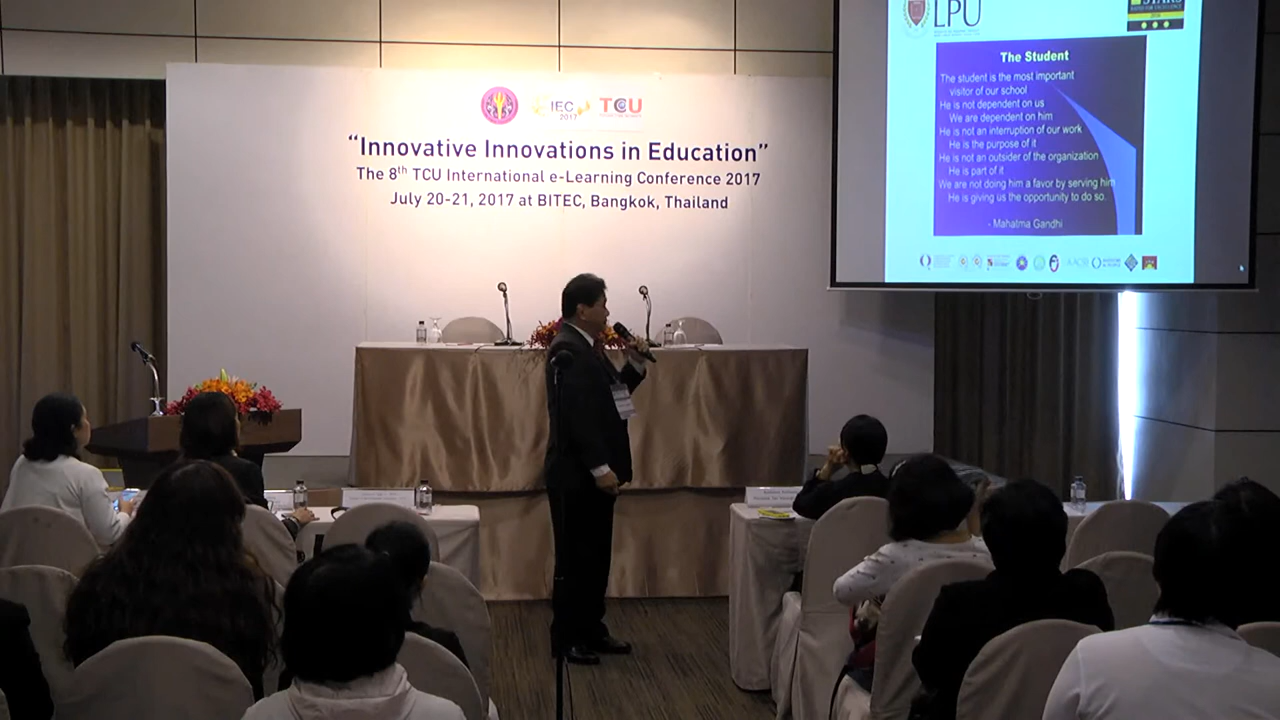 IEC
2017
TCU
“Innovative Innovations in Education”
The 8th TCU International e-Learning Conference 2017
July 20-21, 2017 at BITEC, Bangkok, Thailand
LPU
STARS
2016
The Student
The student is the most important
visitor of our school
He is not dependent on us
We are dependent on him
He is not an interruption of our work
He is the purpose of it
He is not an outsider of the organization
He is part of it
We are not doing him a favor by serving him
He is giving us the opportunity to do so.
- Mahatma Gandhi